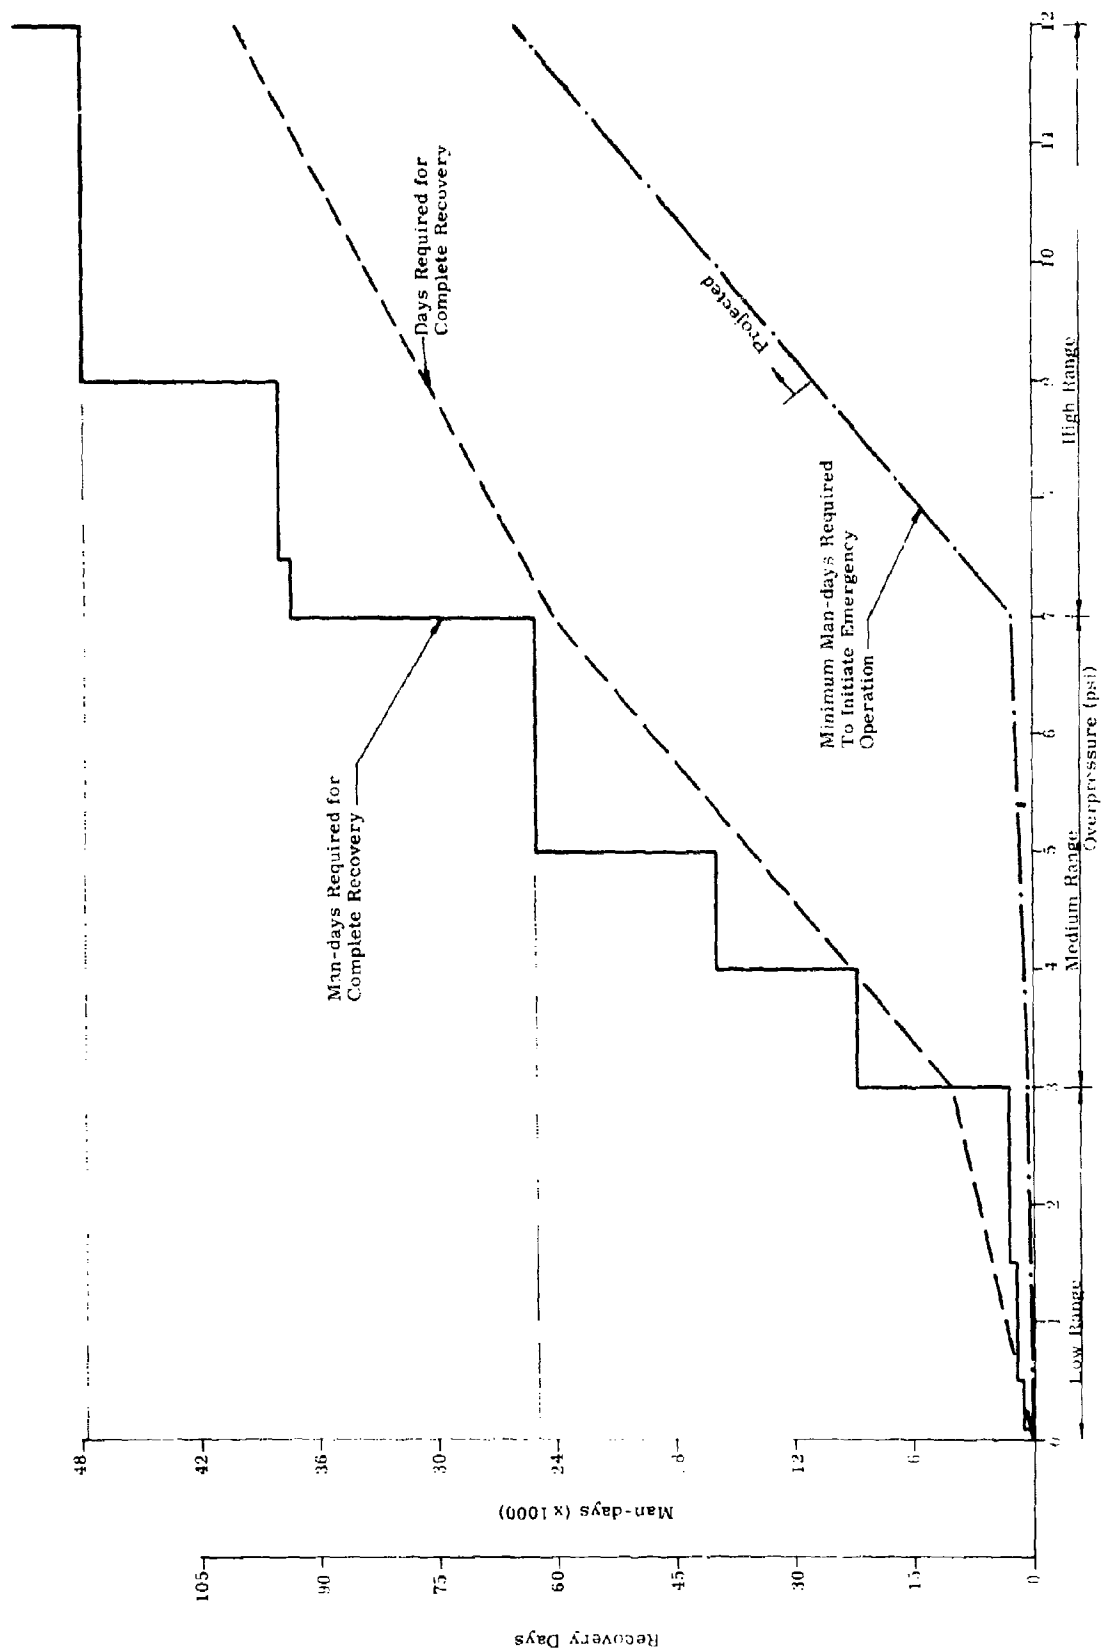 Recovery Days
105
90
75
60
45
30
15
0
Man-days (x 1000)
48
42
36
30
24
12
6
0
Man-days Required for
Complete Recovery
Days Required for
Complete Recovery
Projected
Minimum Man-days Required
To Initiate Emergency
Operation
1
2
3
4
5
6
7
9
10
11
12
Low Range
Medium Range
High Range
Overpressure (psi)